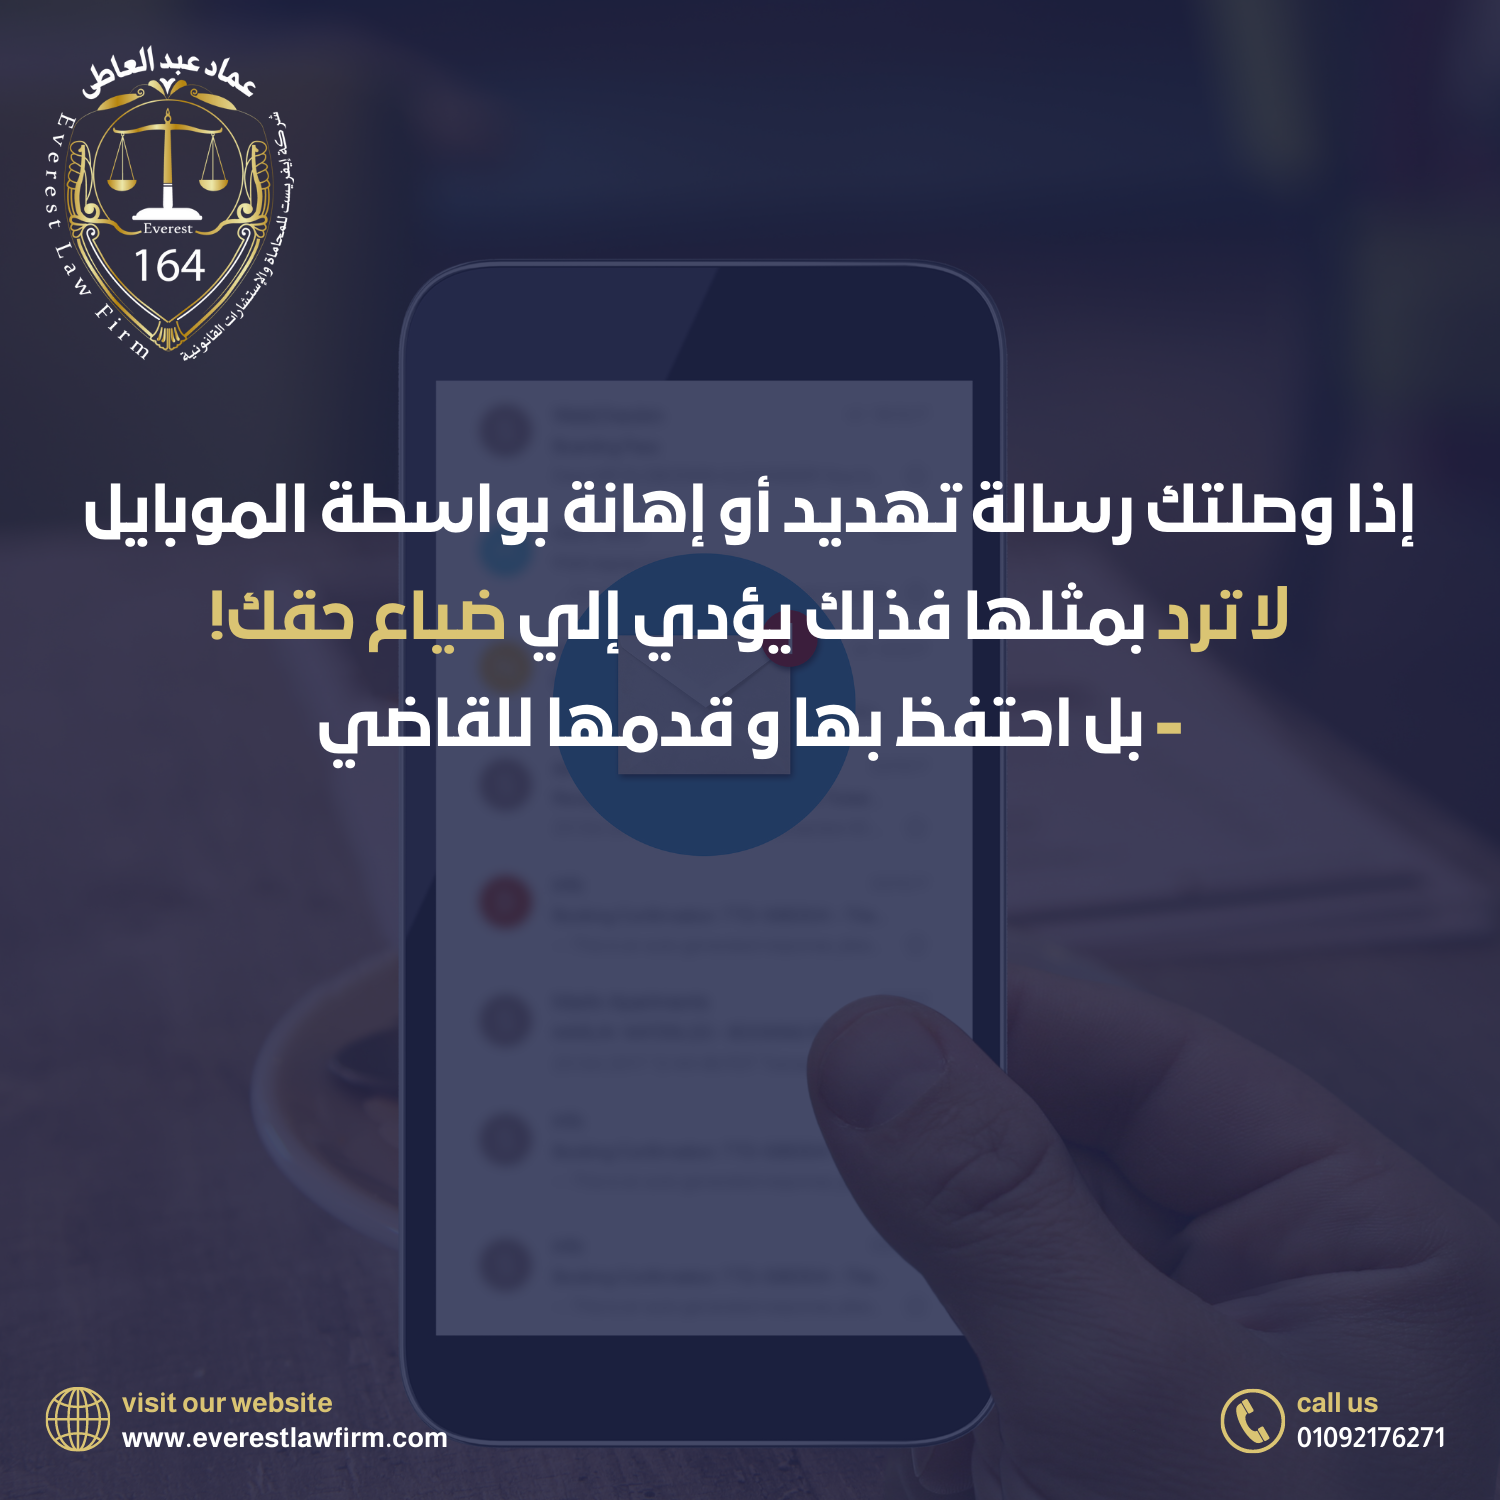 عماد عبد العاطى
Everest Law Firm
شركة إيفريست للمحاماة والإستشارات القانونية
Everest
164
إذا وصلتك رسالة تهديد أو إهانة بواسطة الموبايل
لا ترد بمثلها فذلك يؤدي إلي ضياع حقك!
- بل احتفظ بها و قدمها للقاضي
visit our website
www.everestlawfirm.com
call us
01092176271